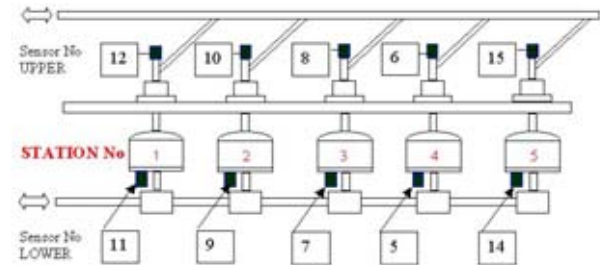 Sensor No
UPPER
12 10 8 6 15
STATION No 1 2 3 4 5
Sensor No
LOWER
11 9 7 5 14